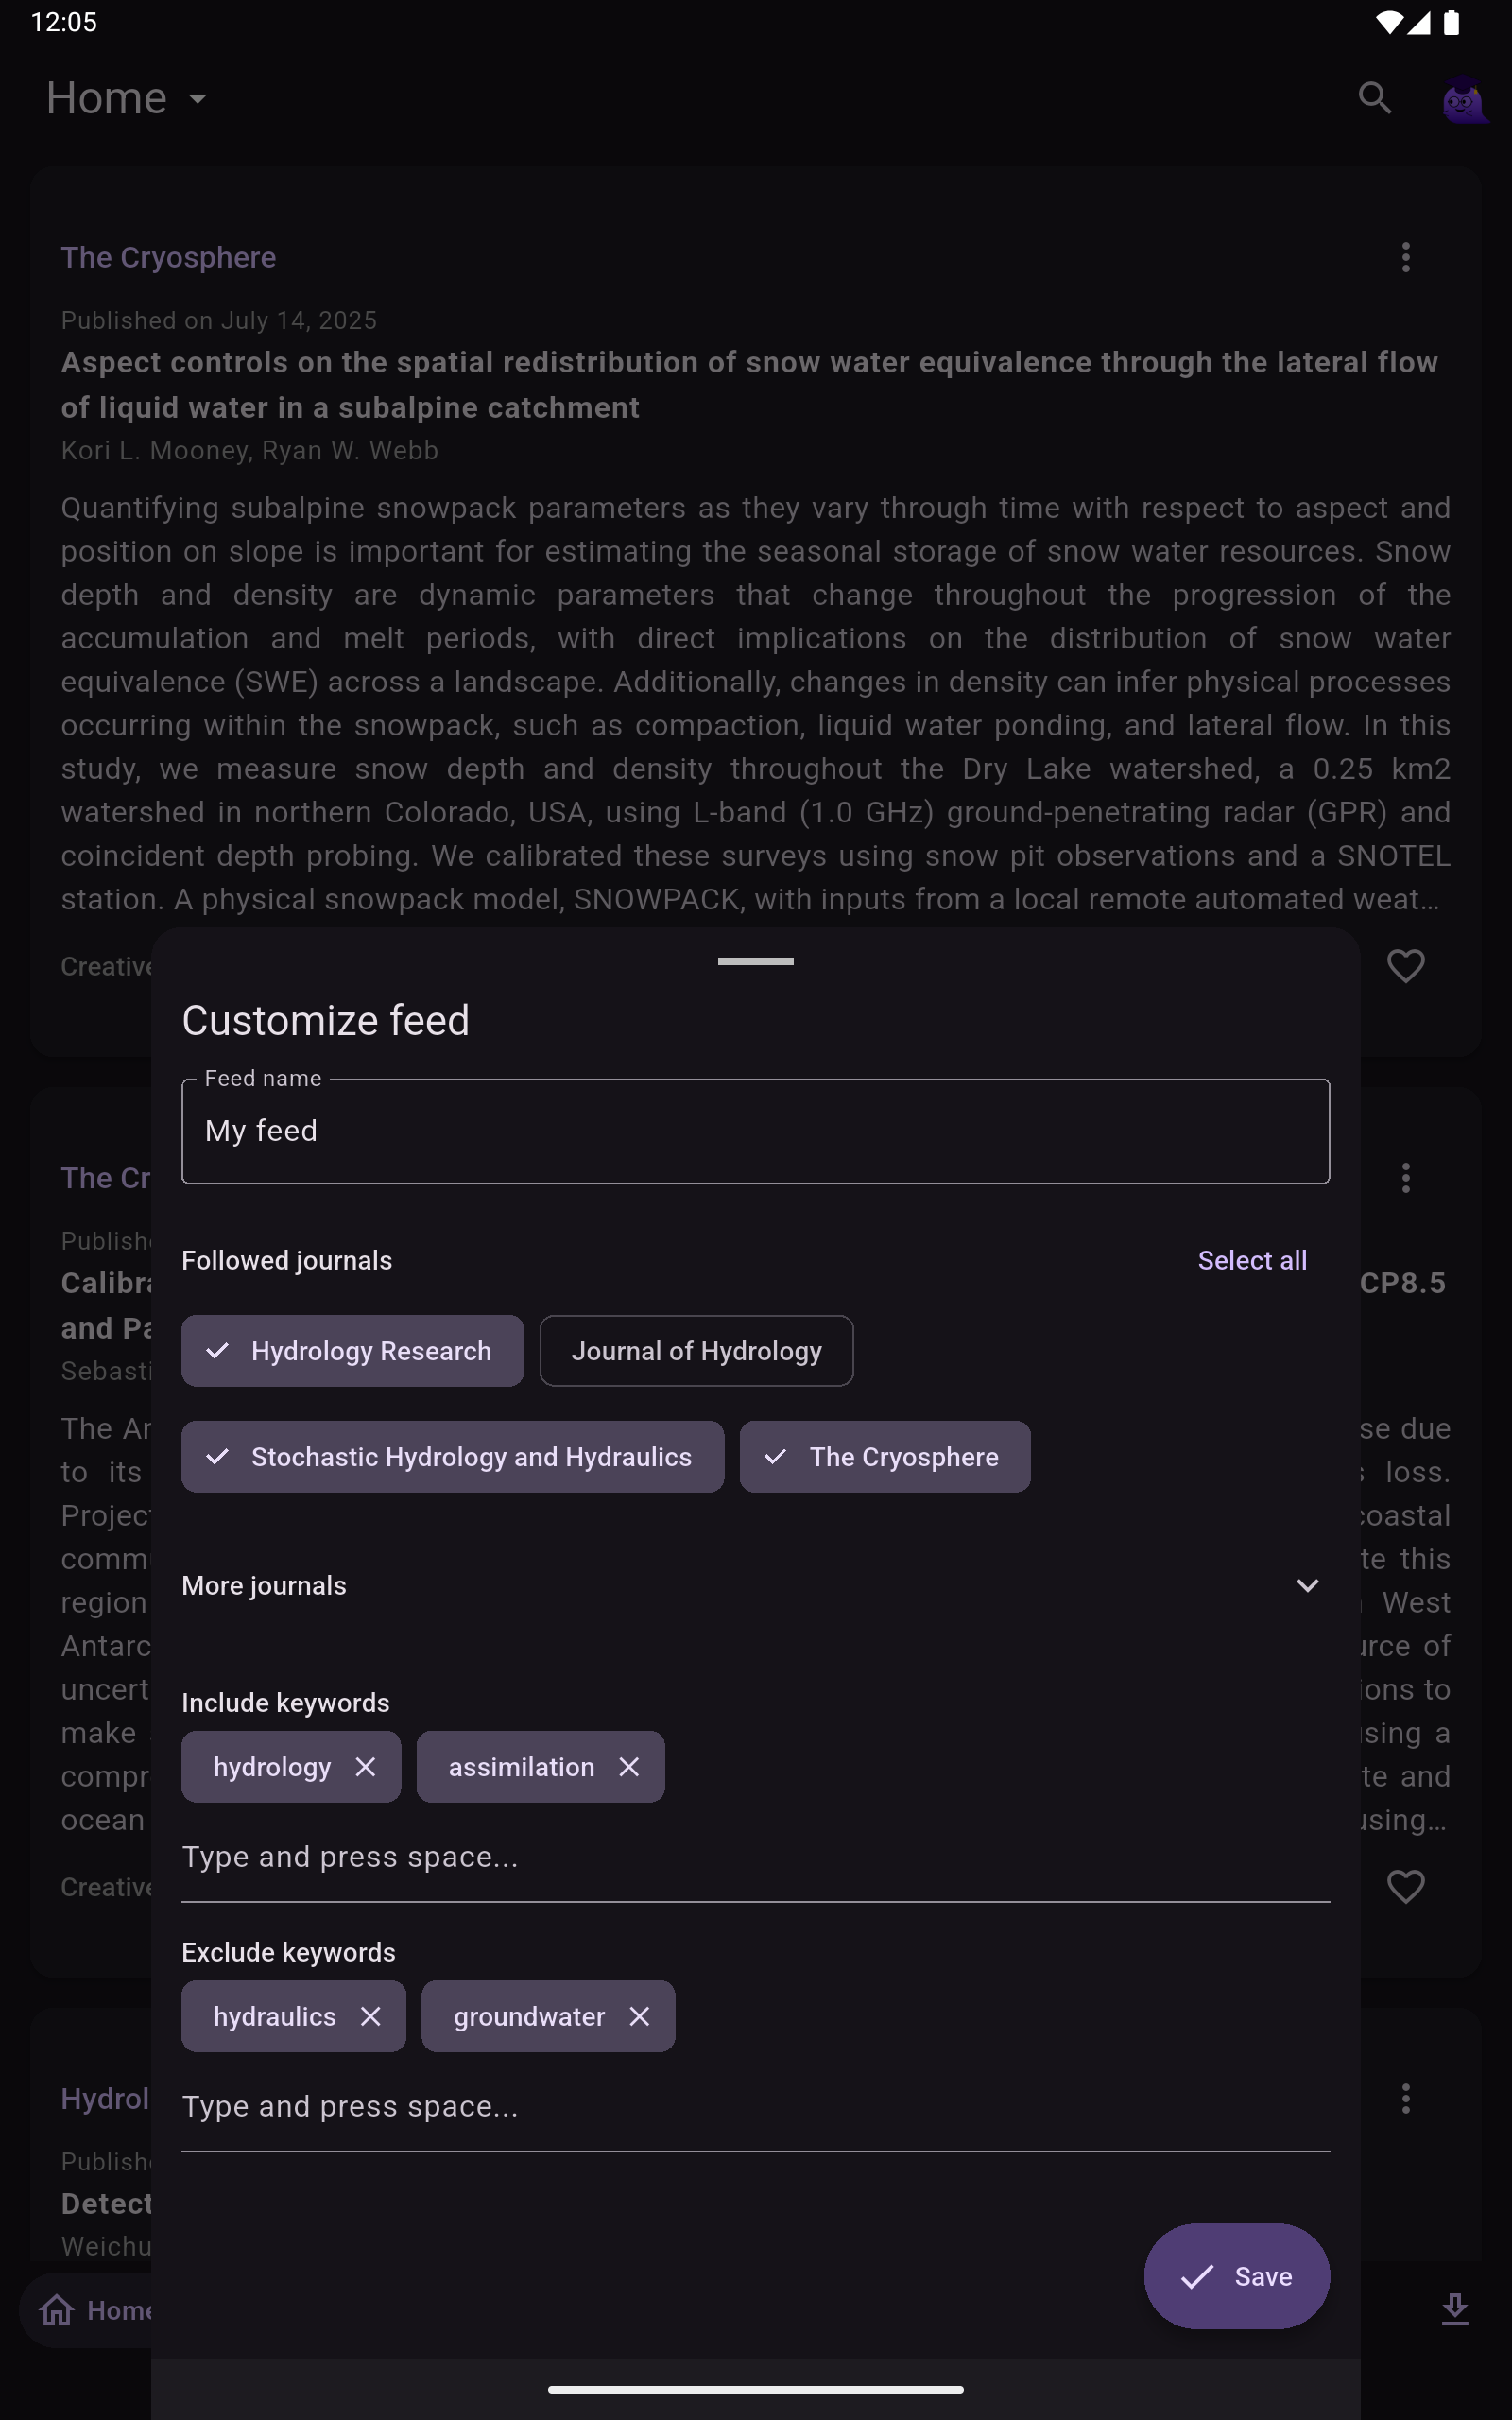 12:05
Home
The Cryosphere
Published on July 14, 2025
Aspect controls on the spatial redistribution of snow water equivalence through the lateral flow
of liquid water in a subalpine catchment
Kori L. Mooney, Ryan W. Webb
Quantifying subalpine snowpack parameters as they vary through time with respect to aspect and
position on slope is important for estimating the seasonal storage of snow water resources. Snow
depth and density are dynamic parameters that change throughout the progression of the
accumulation and melt periods, with direct implications on the distribution of snow water
equivalence (SWE) across a landscape. Additionally, changes in density can infer physical processes
occurring within the snowpack, such as compaction, liquid water ponding, and lateral flow. In this
study, we measure snow depth and density throughout the Dry Lake watershed, a 0.25 km2
watershed in northern Colorado, USA, using L-band (1.0 GHz) ground-penetrating radar (GPR) and
coincident depth probing. We calibrated these surveys using snow pit observations and a SNOTEL
station. A physical snowpack model, SNOWPACK, with inputs from a local remote automated weat...
Creative
Customize feed
Feed name
My feed
The Cr
Publish
Followed journals Select all
Calibra CP8.5
and Pa
Sebasti
Hydrology Research Journal of Hydrology
The Ar se due
Stochastic Hydrology and Hydraulics The Cryosphere
to its loss.
Project coastal
comm te this
More journals
region West
Antarc urce of
uncert ions to
Include keywords
make using a
hydrology assimilation
compr te and
ocean using...
Type and press space...
Creative
Exclude keywords
hydraulics groundwater
Hydrol
Type and press space...
Publish
Detect
Weichu
Save
Home